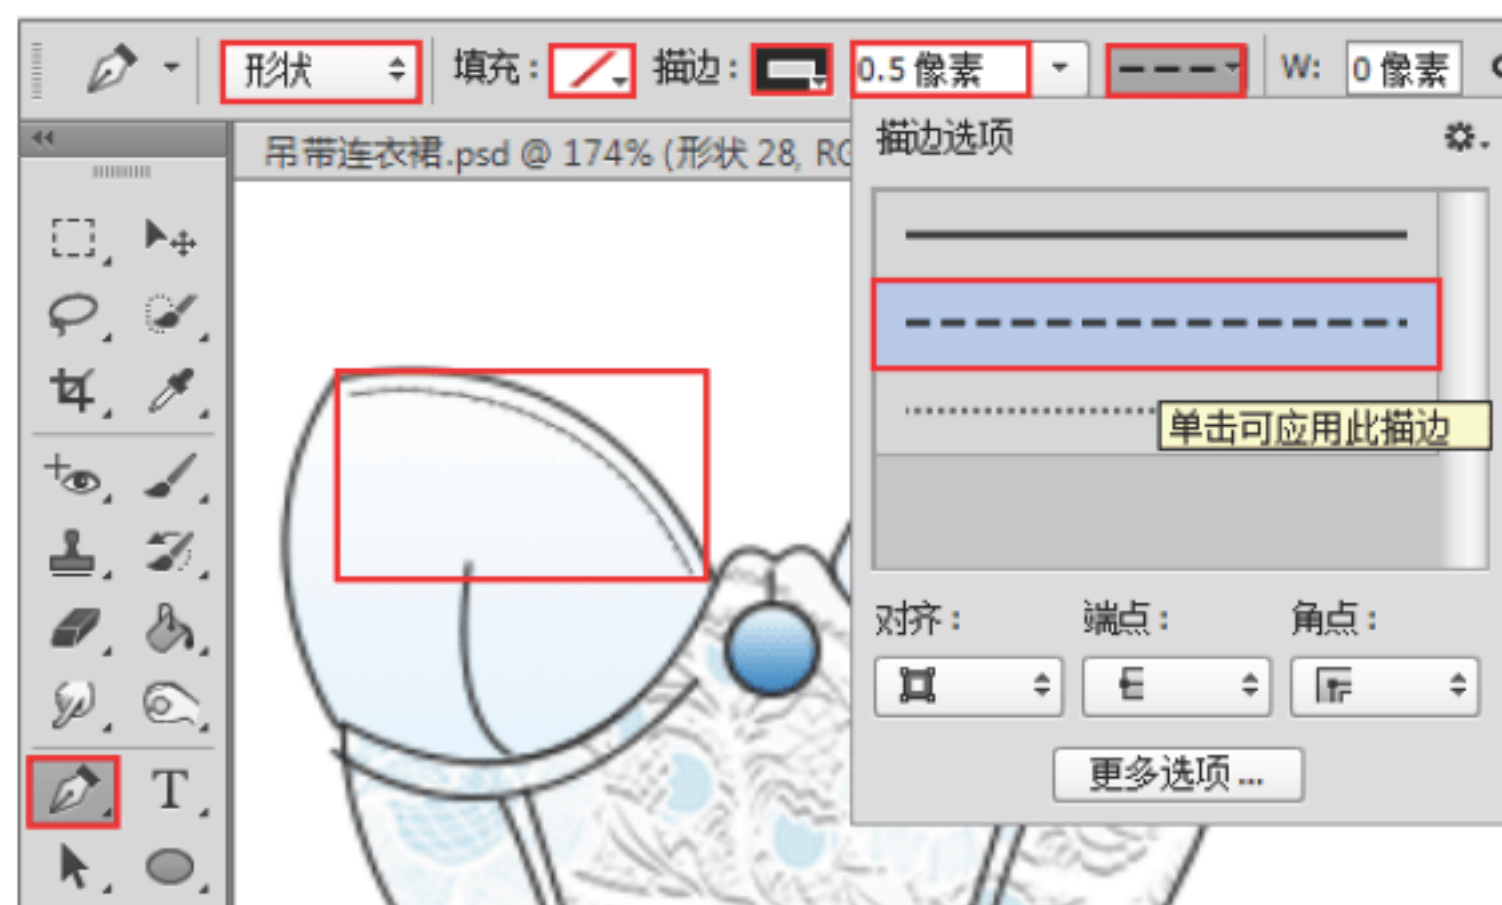 形状 填充： 描边： 0.5 像素 W: 0 像素
吊带连衣裙.psd @ 174% (形状 28, RG
描边选项
单击可应用此描边
对齐： 端点： 角点：
更多选项...
T